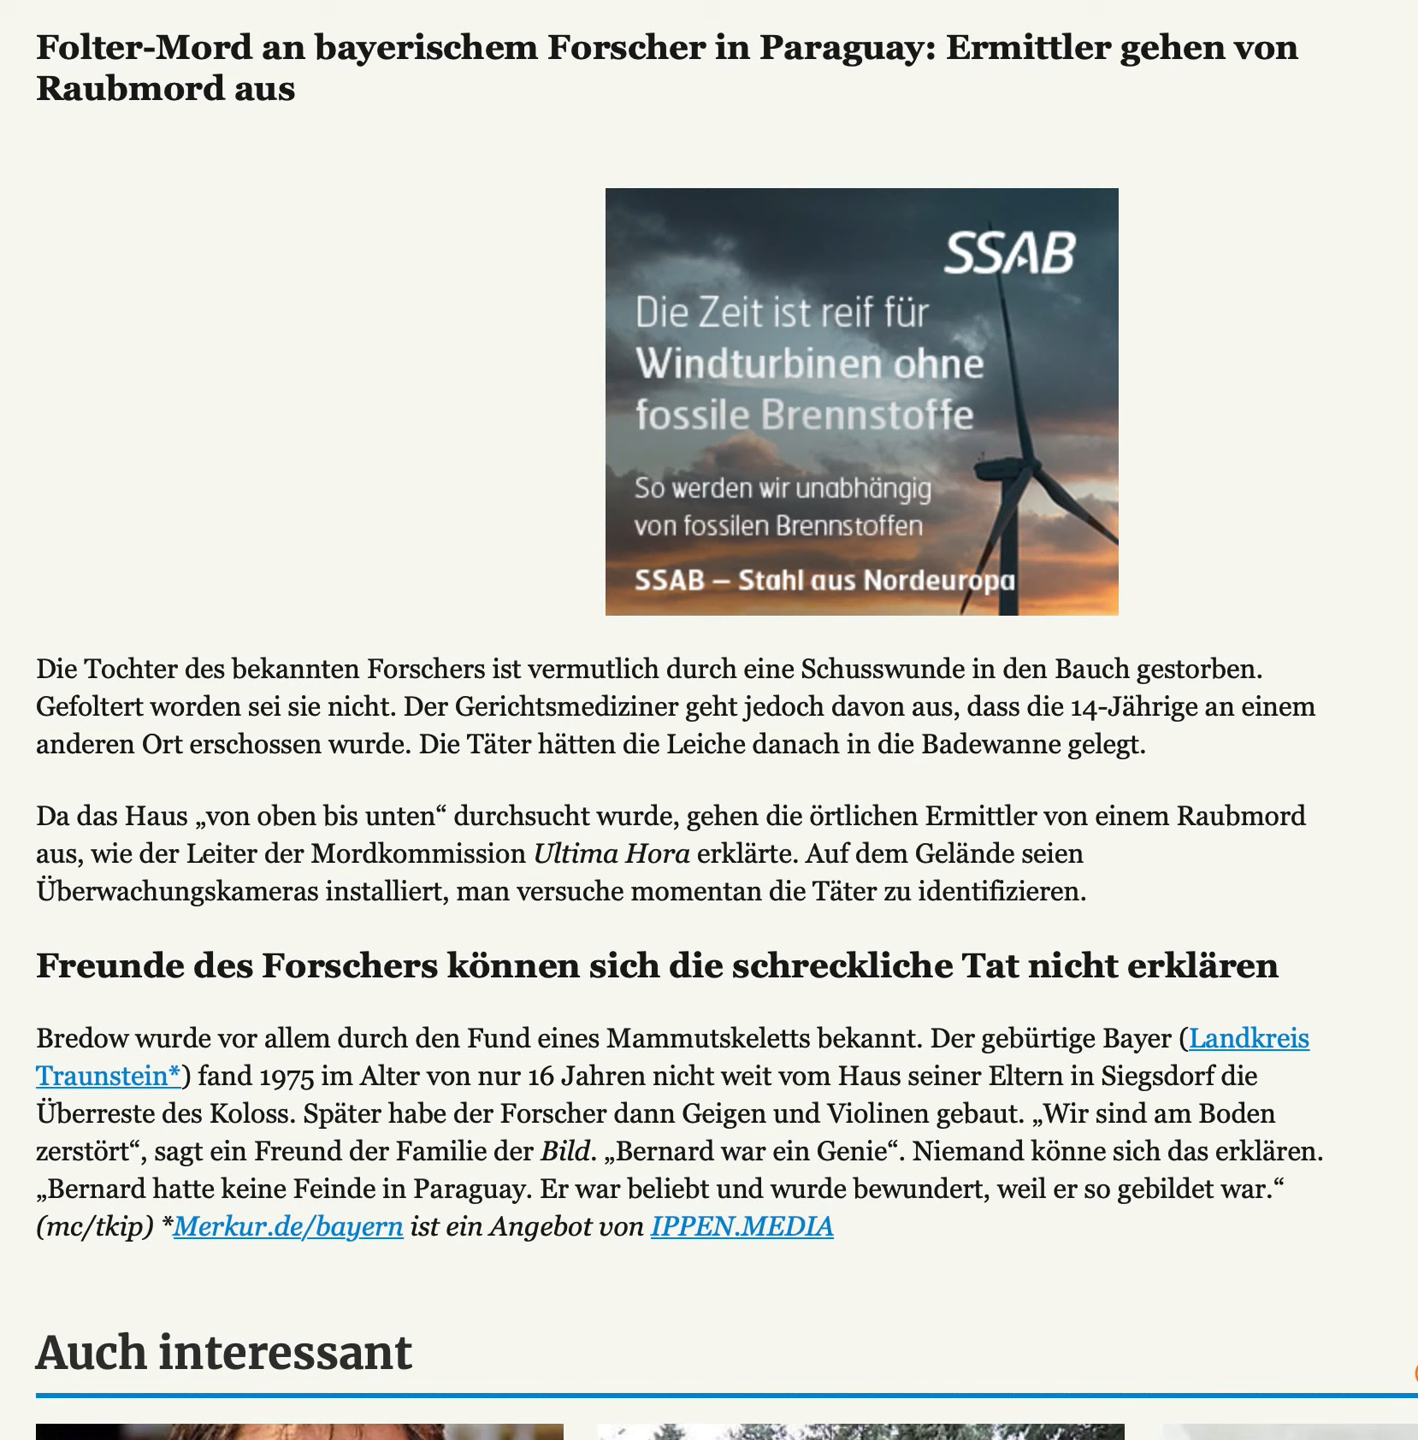 Folter-Mord an bayerischem Forscher in Paraguay: Ermittler gehen von
Raubmord aus
SSAB
Die Zeit ist reif für
Windturbinen ohne
fossile Brennstoffe
So werden wir unabhängig
von fossilen Brennstoffen
SSAB – Stahl aus Nordeuropa
Die Tochter des bekannten Forschers ist vermutlich durch eine Schusswunde in den Bauch gestorben.
Gefoltert worden sei sie nicht. Der Gerichtsmediziner geht jedoch davon aus, dass die 14-Jährige an einem
anderen Ort erschossen wurde. Die Täter hätten die Leiche danach in die Badewanne gelegt.
Da das Haus „von oben bis unten“ durchsucht wurde, gehen die örtlichen Ermittler von einem Raubmord
aus, wie der Leiter der Mordkommission Ultima Hora erklärte. Auf dem Gelände seien
Überwachungskameras installiert, man versuche momentan die Täter zu identifizieren.
Freunde des Forschers können sich die schreckliche Tat nicht erklären
Bredow wurde vor allem durch den Fund eines Mammutskeletts bekannt. Der gebürtige Bayer (Landkreis
Traunstein*) fand 1975 im Alter von nur 16 Jahren nicht weit vom Haus seiner Eltern in Siegsdorf die
Überreste des Koloss. Später habe der Forscher dann Geigen und Violinen gebaut. „Wir sind am Boden
zerstört“, sagt ein Freund der Familie der Bild. „Bernard war ein Genie“. Niemand könne sich das erklären.
„Bernard hatte keine Feinde in Paraguay. Er war beliebt und wurde bewundert, weil er so gebildet war.“
(mc/tkip) *Merkur.de/bayern ist ein Angebot von IPPEN.MEDIA
Auch interessant